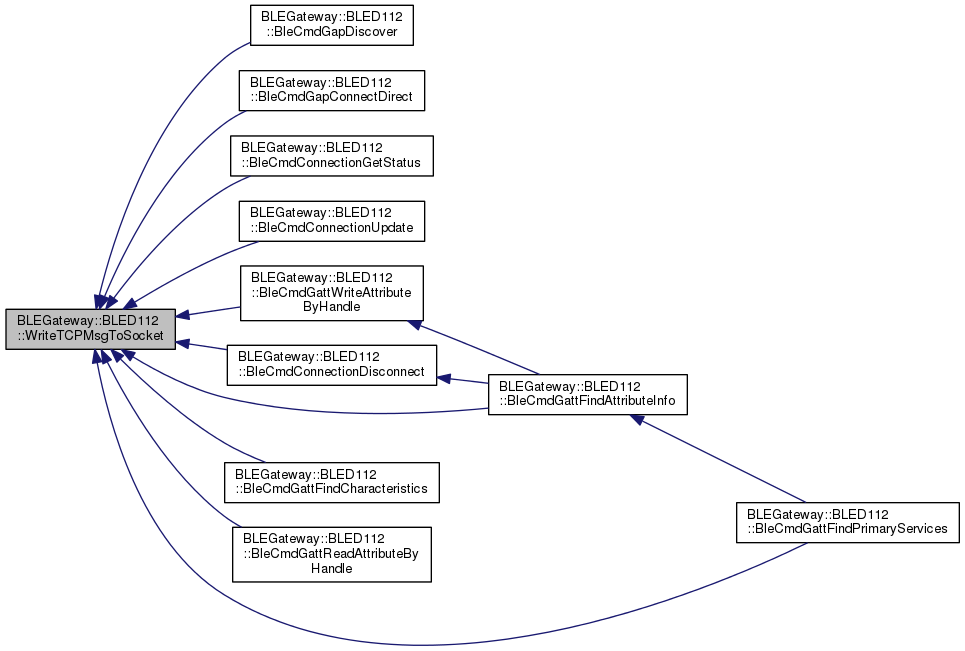 BLEGateway::BLED112
::BleCmdGapDiscover
BLEGateway::BLED112
::BleCmdGapConnectDirect
BLEGateway::BLED112
::BleCmdConnectionGetStatus
BLEGateway::BLED112
::BleCmdConnectionUpdate
BLEGateway::BLED112
::BleCmdGattWriteAttribute
ByHandle
BLEGateway::BLED112
::WriteTCPMsgToSocket
BLEGateway::BLED112
::BleCmdConnectionDisconnect
BLEGateway::BLED112
::BleCmdGattFindAttributeInfo
BLEGateway::BLED112
::BleCmdGattFindCharacteristics
BLEGateway::BLED112
::BleCmdGattFindPrimaryServices
BLEGateway::BLED112
::BleCmdGattReadAttributeBy
Handle